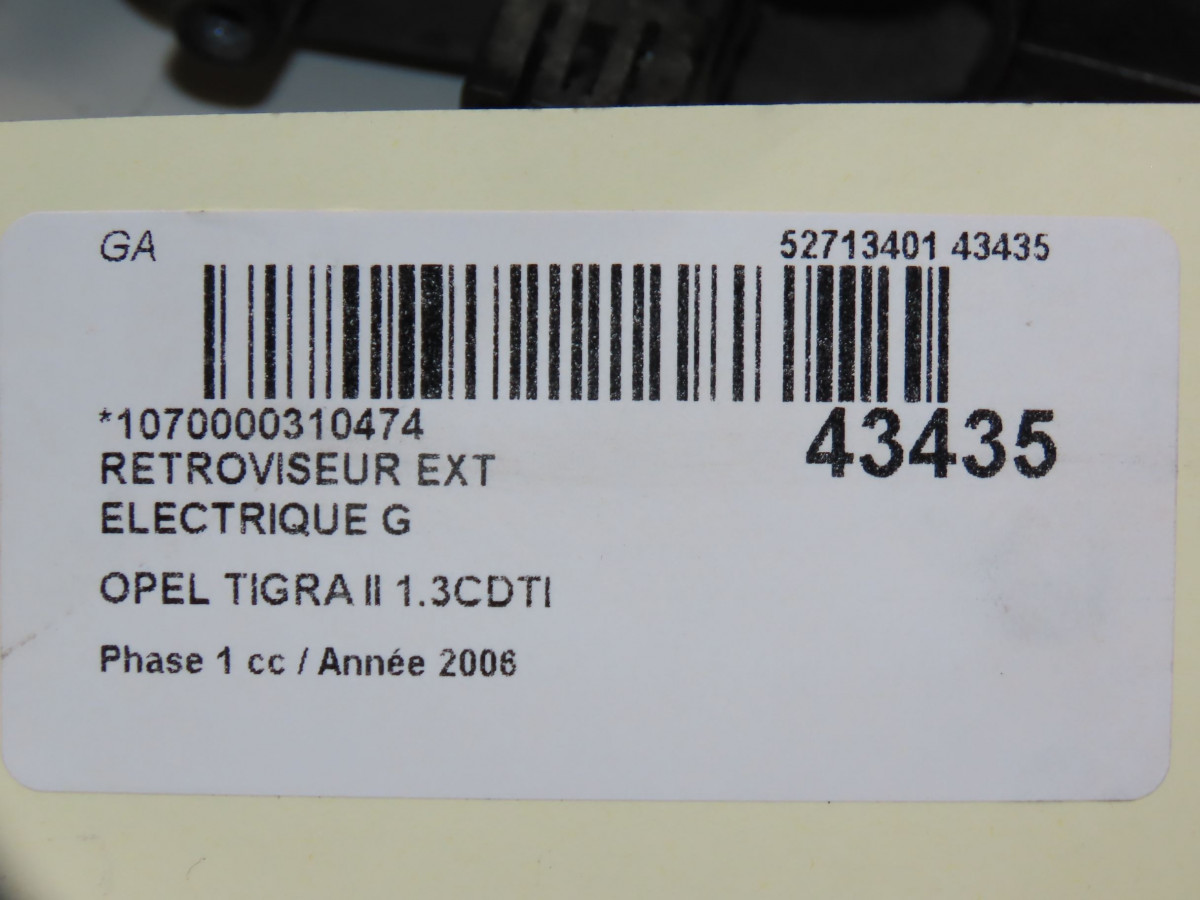 GA
52713401 43435
*1070000310474
43435
RETROVISEUR EXT
ELECTRIQUE G
OPEL TIGRA II 1.3CDTI
Phase 1 cc / Année 2006